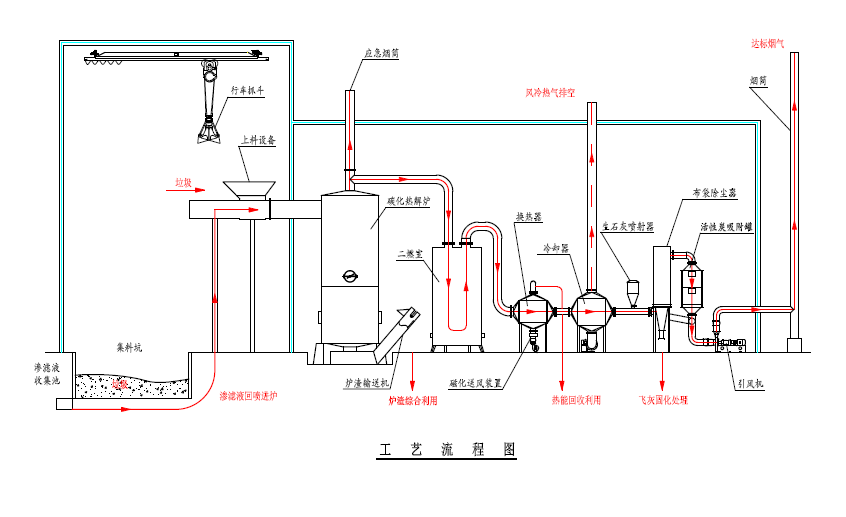 达标烟气
应急烟筒
烟筒
行车抓斗
风冷热气排空
上料设备
垃圾
碳化热解炉
换热器
生石灰喷射器
布袋除尘器
活性炭吸附罐
二燃室
冷却器
集料坑
渗滤液
收集池
垃圾
渗滤液回喷送炉
炉渣输送机
炉渣综合利用
磁化送风装置
热能回收利用
飞灰固化处理
引风机
工艺流程图